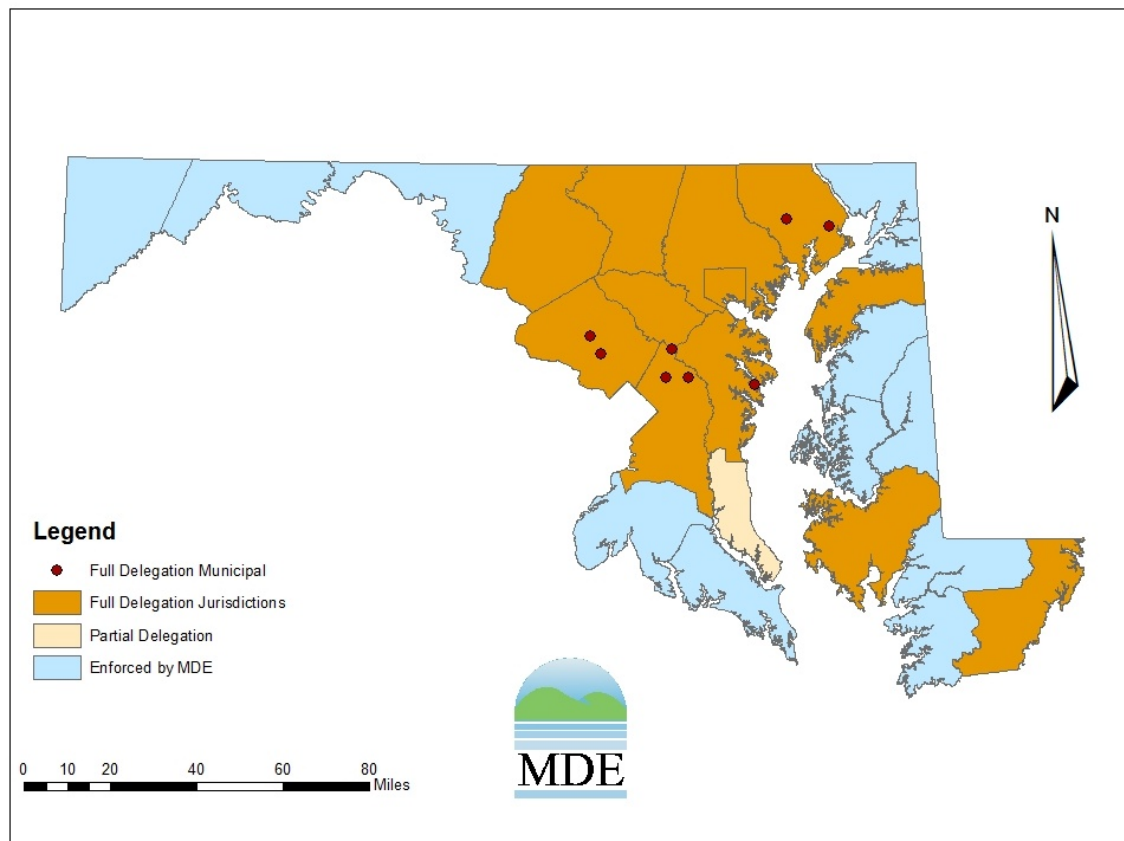 N
Legend
Full Delegation Municipal
Full Delegation Jurisdictions
Partial Delegation
Enforced by MDE
MDE
0 10 20 40 60 80
Miles